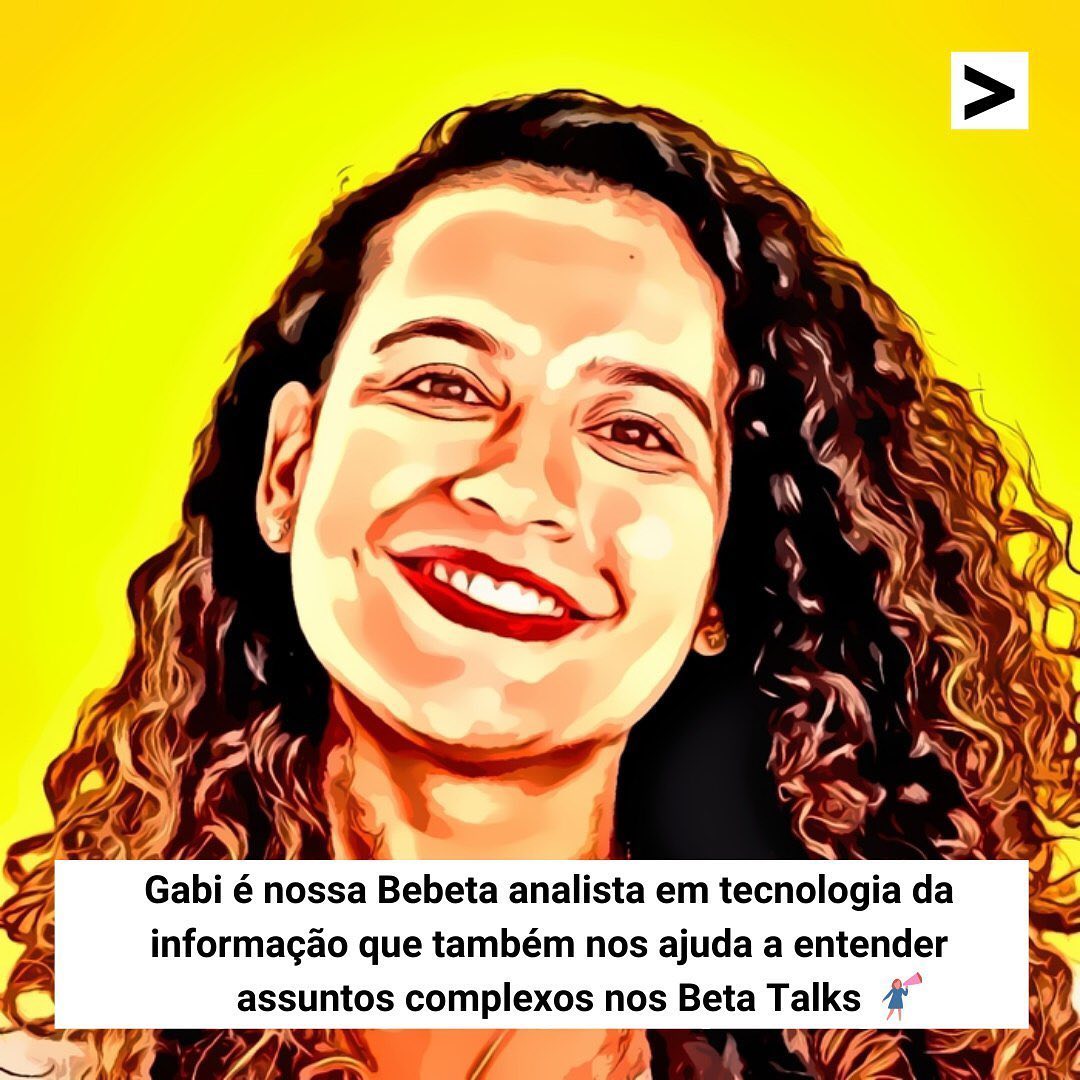 >
Gabi é nossa Bebeta analista em tecnologia da
informação que também nos ajuda a entender
assuntos complexos nos Beta Talks